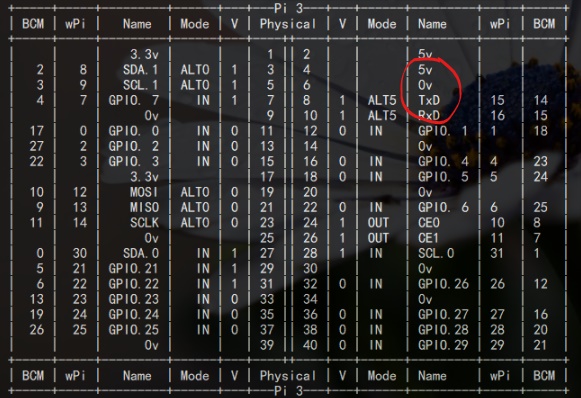 Pi 3
BCM | wPi | Name | Mode | V | Physical | V | Mode | Name | wPi | BCM
| | 3.3v | | | 1 || 2 | | | 5v | |
2 | 8 | SDA.1 | ALT0 | 1 | 3 || 4 | | | 5v | |
3 | 9 | SCL.1 | ALT0 | 1 | 5 || 6 | | | 0v | |
4 | 7 | GPIO. 7 | IN | 1 | 7 || 8 | 1 | ALT5 | TxD | 15 | 14
| | 0v | | | 9 || 10 | 1 | ALT5 | RxD | 16 | 15
17 | 0 | GPIO. 0 | IN | 0 | 11 || 12 | 0 | IN | GPIO. 1 | 1 | 18
27 | 2 | GPIO. 2 | IN | 0 | 13 || 14 | | | 0v | |
22 | 3 | GPIO. 3 | IN | 0 | 15 || 16 | 0 | IN | GPIO. 4 | 4 | 23
| | 3.3v | | | 17 || 18 | 0 | IN | GPIO. 5 | 5 | 24
10 | 12 | MOSI | ALT0 | 0 | 19 || 20 | | | 0v | |
9 | 13 | MISO | ALT0 | 0 | 21 || 22 | 0 | IN | GPIO. 6 | 6 | 25
11 | 14 | SCLK | ALT0 | 0 | 23 || 24 | 1 | OUT | CE0 | 10 | 8
| | 0v | | | 25 || 26 | 1 | OUT | CE1 | 11 | 7
0 | 30 | SDA.0 | IN | 1 | 27 || 28 | 1 | IN | SCL.0 | 31 | 1
5 | 21 | GPIO.21 | IN | 1 | 29 || 30 | | | 0v | |
6 | 22 | GPIO.22 | IN | 1 | 31 || 32 | 0 | IN | GPIO.26 | 26 | 12
13 | 23 | GPIO.23 | IN | 0 | 33 || 34 | | | 0v | |
19 | 24 | GPIO.24 | IN | 0 | 35 || 36 | 0 | IN | GPIO.27 | 27 | 16
26 | 25 | GPIO.25 | IN | 0 | 37 || 38 | 0 | IN | GPIO.28 | 28 | 20
| | 0v | | | 39 || 40 | 0 | IN | GPIO.29 | 29 | 21
BCM | wPi | Name | Mode | V | Physical | V | Mode | Name | wPi | BCM
Pi 3